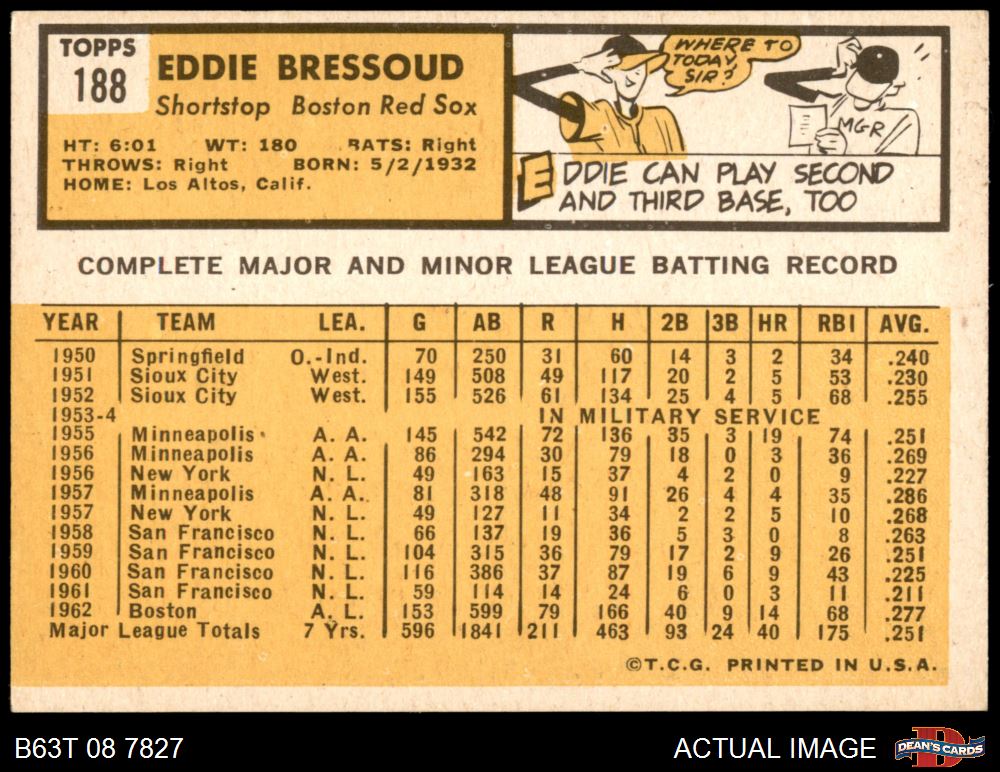 TOPPS
188
EDDIE BRESSOUD
Shortstop Boston Red Sox
HT: 6:01 WT: 180 BATS: Right
THROWS: Right BORN: 5/2/1932
HOME: Los Altos, Calif.
WHERE TO
TODAY,
SIR?
MGR
EDDIE CAN PLAY SECOND
AND THIRD BASE, TOO
COMPLETE MAJOR AND MINOR LEAGUE BATTING RECORD
YEAR TEAM LEA. G AB R H 2B 3B HR RBI AVG.
1950 Springfield O.-Ind. 70 250 31 60 14 3 2 34 .240
1951 Sioux City West. 149 508 49 117 20 2 5 53 .230
1952 Sioux City West. 155 526 61 134 25 4 5 68 .255
1953-4 IN MILITARY SERVICE
1955 Minneapolis A. A. 145 542 72 136 35 3 19 74 .251
1956 Minneapolis A. A. 86 294 30 79 18 0 3 36 .269
1956 New York N. L. 49 163 15 37 4 2 0 9 .227
1957 Minneapolis A. A. 81 318 48 91 26 4 4 35 .286
1957 New York N. L. 49 127 11 34 2 2 5 10 .268
1958 San Francisco N. L. 66 137 19 36 5 3 0 8 .263
1959 San Francisco N. L. 104 315 36 79 17 2 9 26 .251
1960 San Francisco N. L. 116 386 37 87 19 6 9 43 .225
1961 San Francisco N. L. 59 114 14 24 6 0 3 11 .211
1962 Boston A. L. 153 599 79 166 40 9 14 68 .277
Major League Totals 7 Yrs. 596 1841 211 463 93 24 40 175 .251
©T.C.G. PRINTED IN U.S.A.
B63T 08 7827 ACTUAL IMAGE
D
DEAN'S CARDS